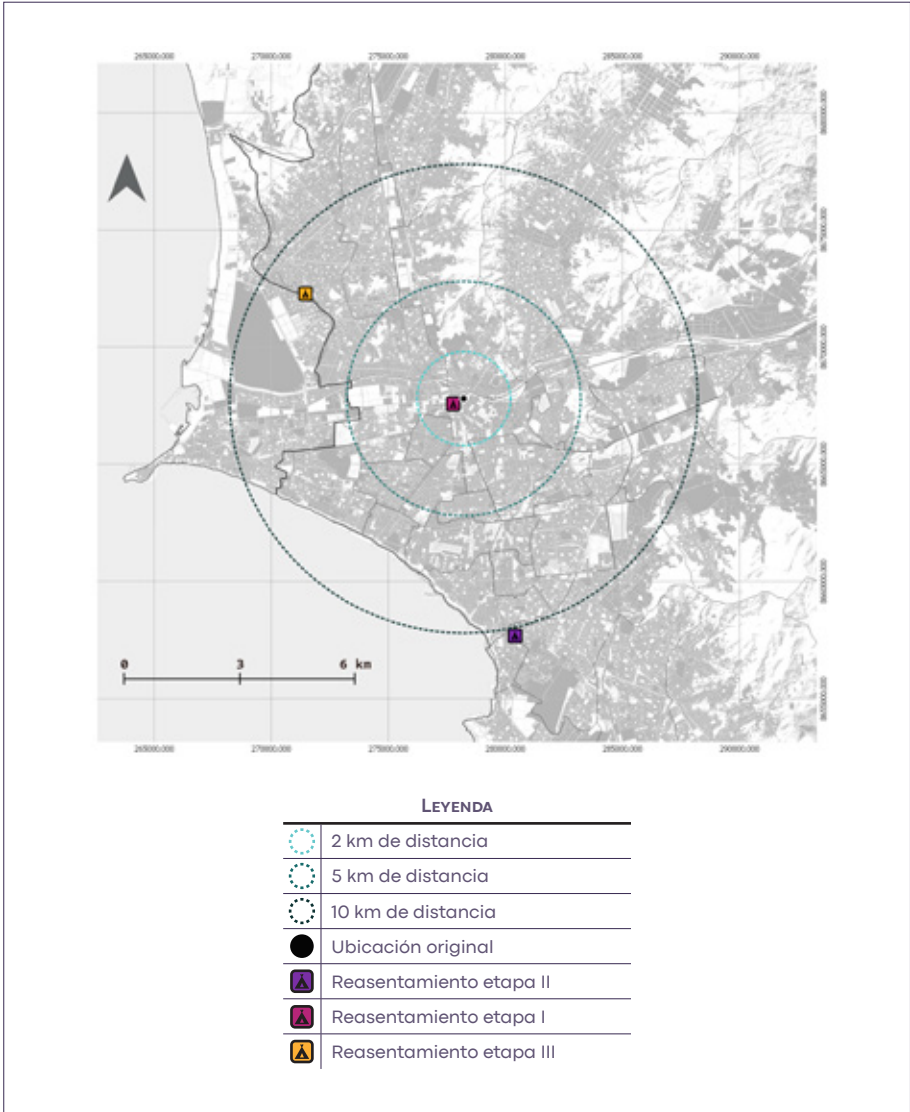 265000.000 270000.000 275000.000 280000.000 285000.000 290000.000
0 3 6 km
265000.000 270000.000 275000.000 280000.000 285000.000 290000.000
LEYENDA
2 km de distancia
5 km de distancia
10 km de distancia
Ubicación original
Reasentamiento etapa II
Reasentamiento etapa I
Reasentamiento etapa III